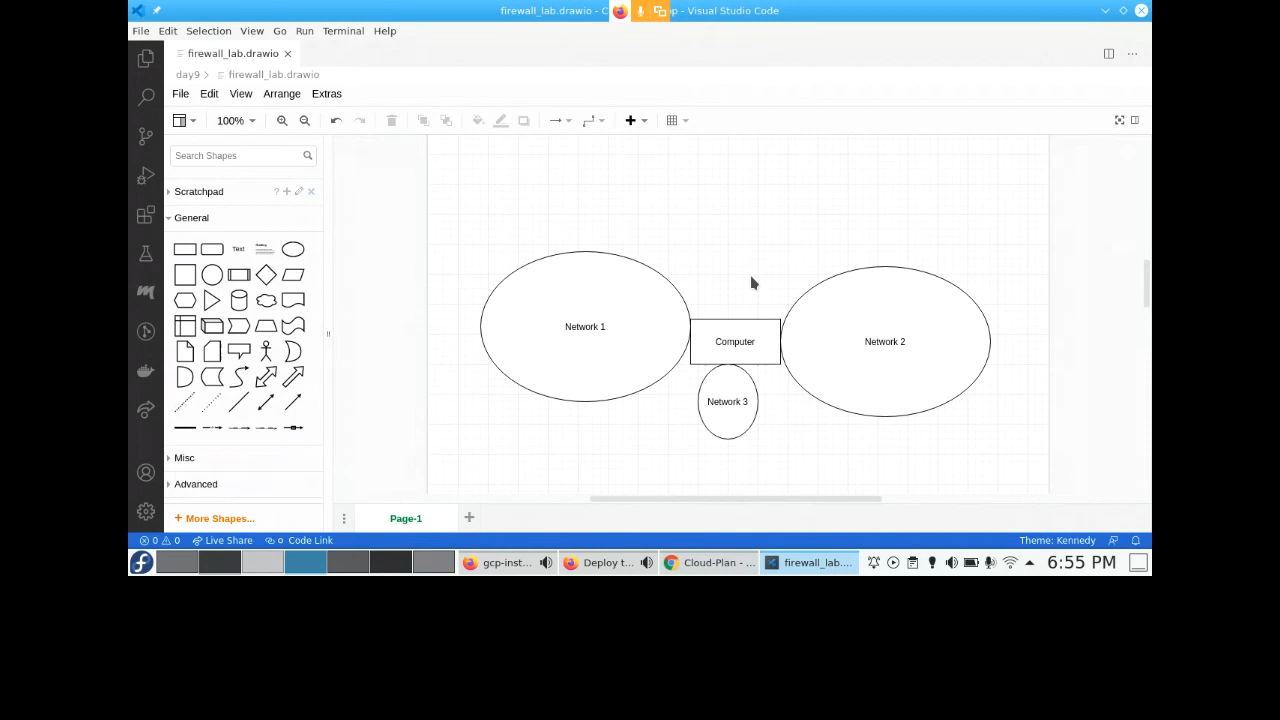 firewall_lab.drawio - C
p - Visual Studio Code
File Edit Selection View Go Run Terminal Help
firewall_lab.drawio
day9 firewall_lab.drawio
File Edit View Arrange Extras
100%
Search Shapes
Scratchpad
General
Text
Network 1
Computer
Network 2
Network 3
Misc
Advanced
+ More Shapes...
Page-1
0 0 Live Share 0 Code Link
Theme: Kennedy
gcp-inst...
Deploy t...
Cloud-Plan - ...
firewall_lab....
6:55 PM